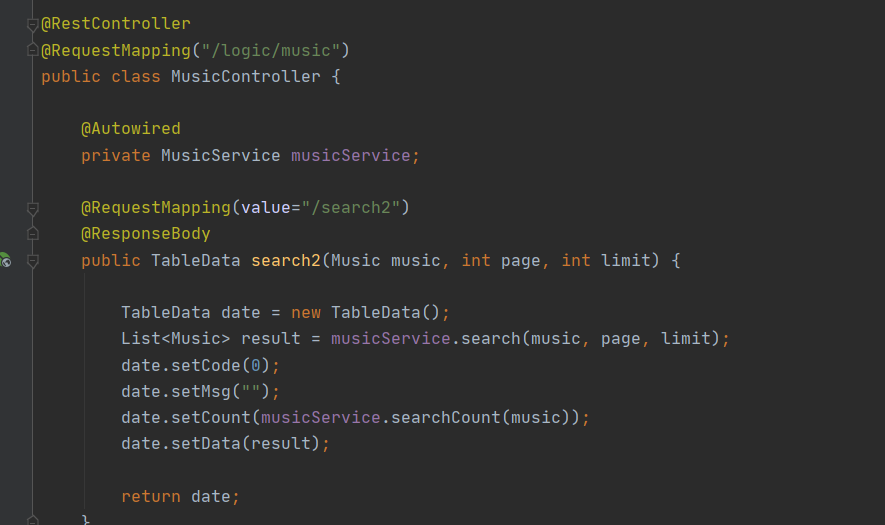 @RestController
@RequestMapping("/logic/music")
public class MusicController {
@Autowired
private MusicService musicService;
@RequestMapping(value="/search2")
@ResponseBody
public TableData search2(Music music, int page, int limit) {
TableData date = new TableData();
List<Music> result = musicService.search(music, page, limit);
date.setCode(0);
date.setMsg("");
date.setCount(musicService.searchCount(music));
date.setData(result);
return date;
}